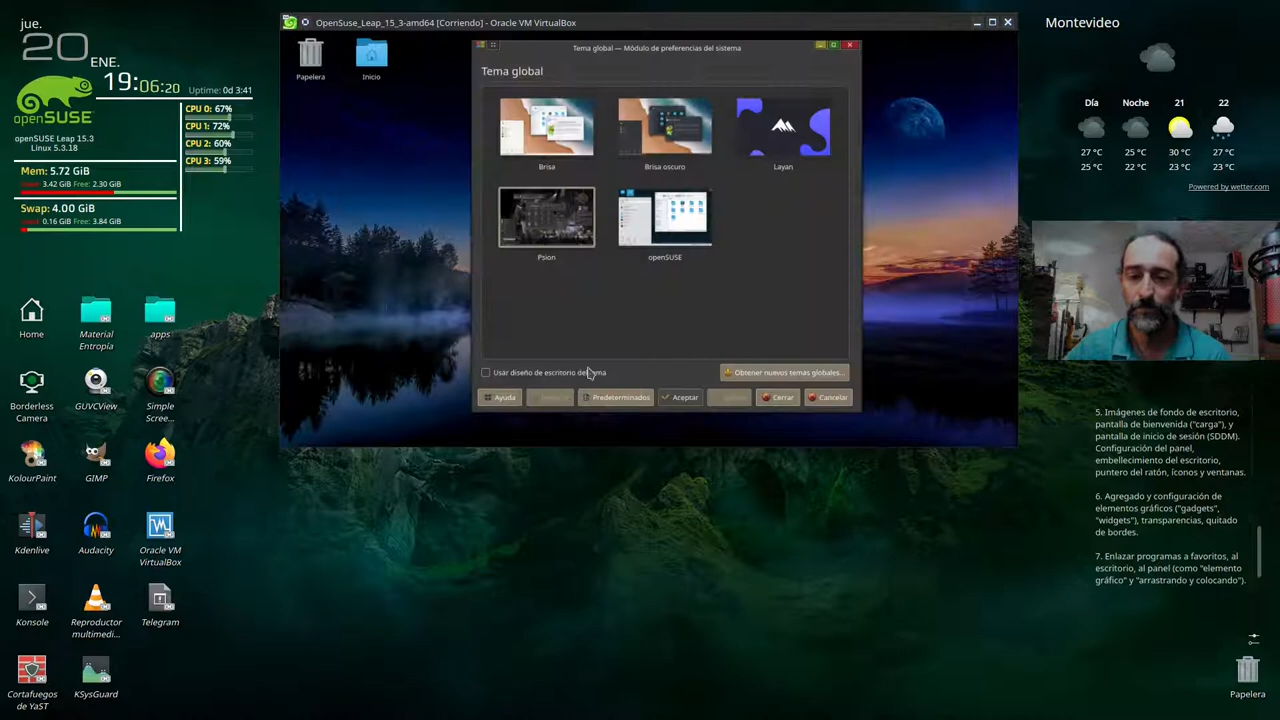 jue.
20
ENE.
19:06:20
Uptime: 0d 3:41
openSUSE
openSUSE Leap 15.3
Linux 5.3.18
CPU 0: 67%
CPU 1: 72%
CPU 2: 60%
CPU 3: 59%
Mem: 5.72 GiB
3.42 GiB Free: 2.30 GiB
Swap: 4.00 GiB
0.16 GiB Free: 3.84 GiB
Home
Material
Entropía
apps
Borderless
Camera
GUVCView
Simple
Scree...
KolourPaint
GIMP
Firefox
Kdenlive
Audacity
Oracle VM
VirtualBox
Konsole
Reproductor
multimedi...
Telegram
Cortafuegos
de YaST
KSysGuard
OpenSuse_Leap_15_3-amd64 [Corriendo] - Oracle VM VirtualBox
Papelera
Inicio
Tema global — Módulo de preferencias del sistema
Tema global
Brisa
Brisa oscuro
Layan
Psion
openSUSE
Usar diseño de escritorio del tema
Obtener nuevos temas globales...
Ayuda
Predeterminados
Aceptar
Cerrar
Cancelar
Montevideo
Día
Noche
21
22
27 °C
25 °C
30 °C
27 °C
25 °C
22 °C
23 °C
23 °C
Powered by wetter.com
5. Imágenes de fondo de escritorio,
pantalla de bienvenida ("carga"), y
pantalla de inicio de sesión (SDDM).
Configuración del panel,
embellecimiento del escritorio,
puntero del ratón, íconos y ventanas.
6. Agregado y configuración de
elementos gráficos ("gadgets",
"widgets"), transparencias, quitado
de bordes.
7. Enlazar programas a favoritos, al
escritorio, al panel (como "elemento
gráfico" y "arrastrando y colocando").
Papelera